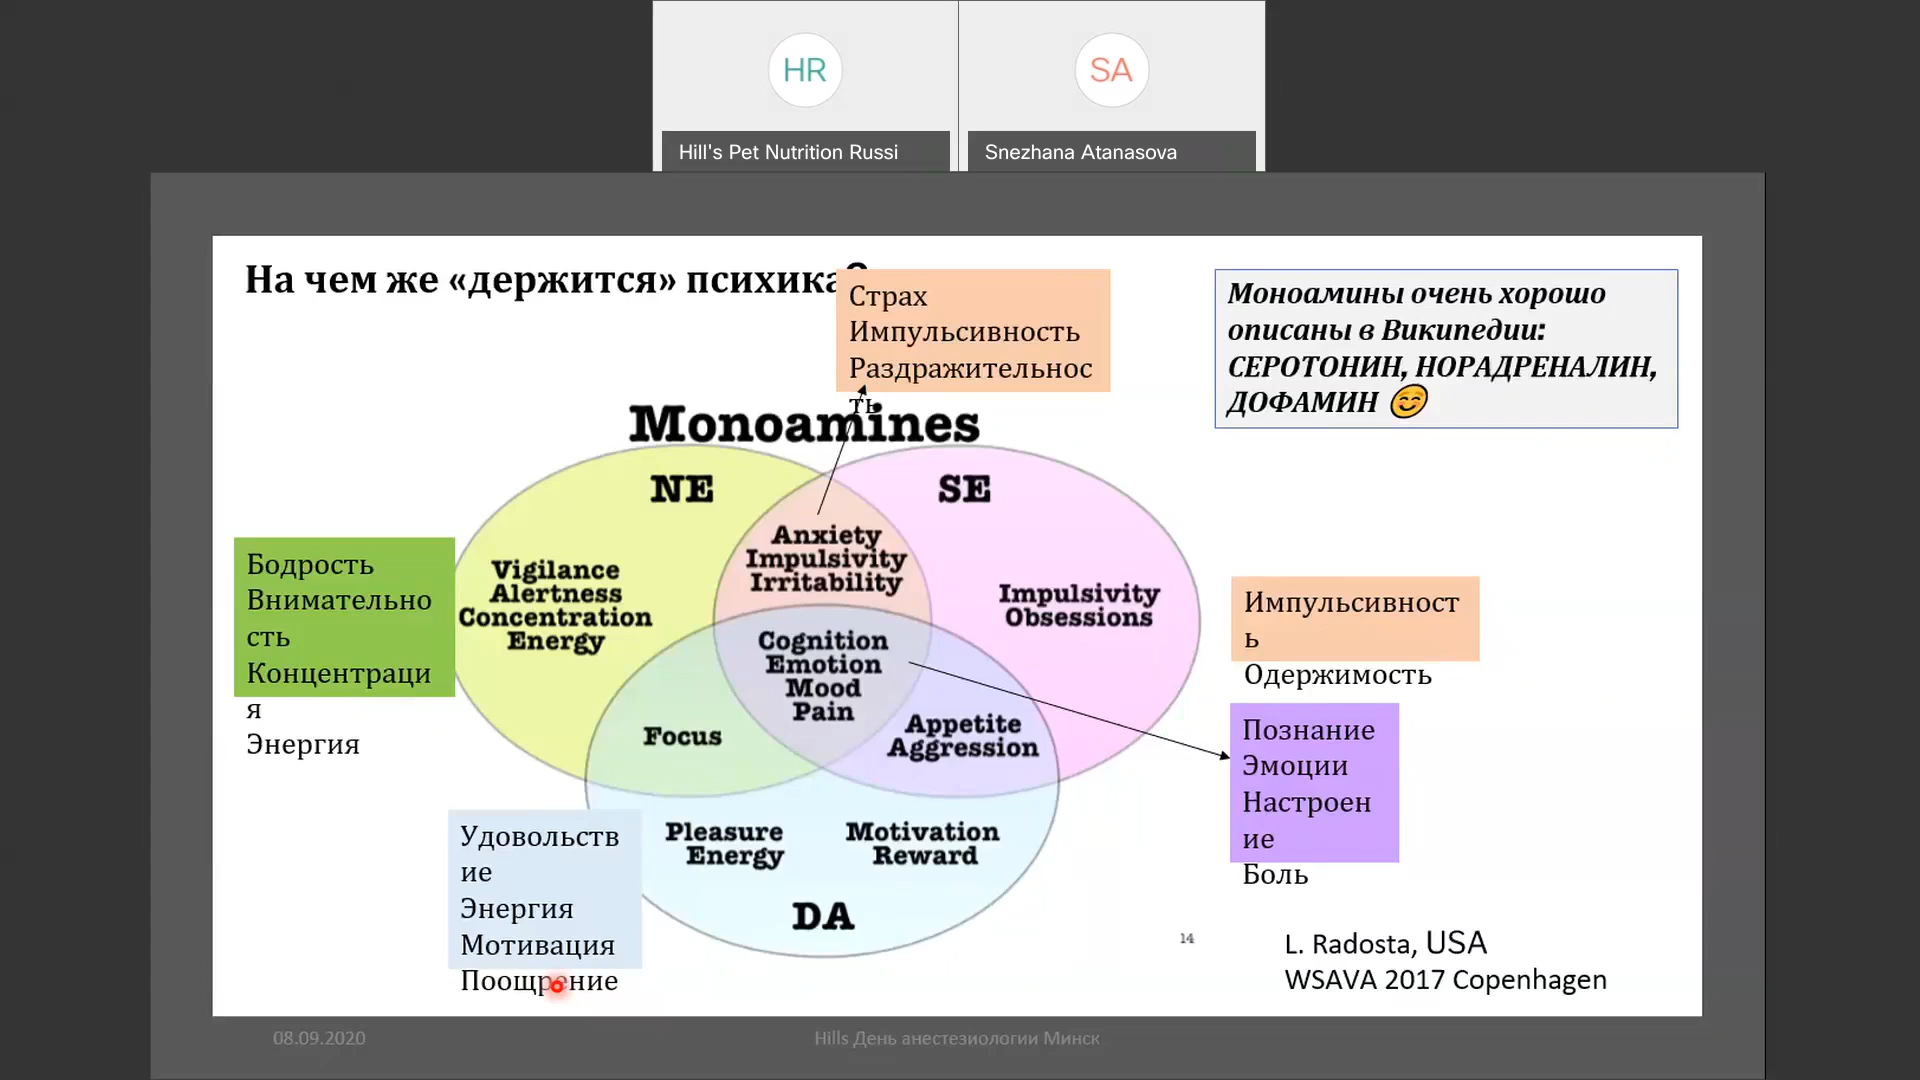 HR
SA
Hill's Pet Nutrition Russi
Snezhana Atanasova
На чем же «держится» психика?
Страх
Импульсивность
Раздражительнос
ть
Моноамины очень хорошо
описаны в Википедии:
СЕРОТОНИН, НОРАДРЕНАЛИН,
ДОФАМИН 😊
Monoamines
NE
SE
Anxiety
Impulsivity
Irritability
Бодрость
Внимательно
сть
Концентраци
я
Энергия
Vigilance
Alertness
Concentration
Energy
Impulsivity
Obsessions
Импульсивност
ь
Одержимость
Cognition
Emotion
Mood
Pain
Focus
Appetite
Aggression
Познание
Эмоции
Настроен
ие
Боль
Удовольств
ие
Энергия
Мотивация
Поощрение
Pleasure
Energy
Motivation
Reward
DA
14
L. Radosta, USA
WSAVA 2017 Copenhagen
08.09.2020
Hills День анестезиологии Минск